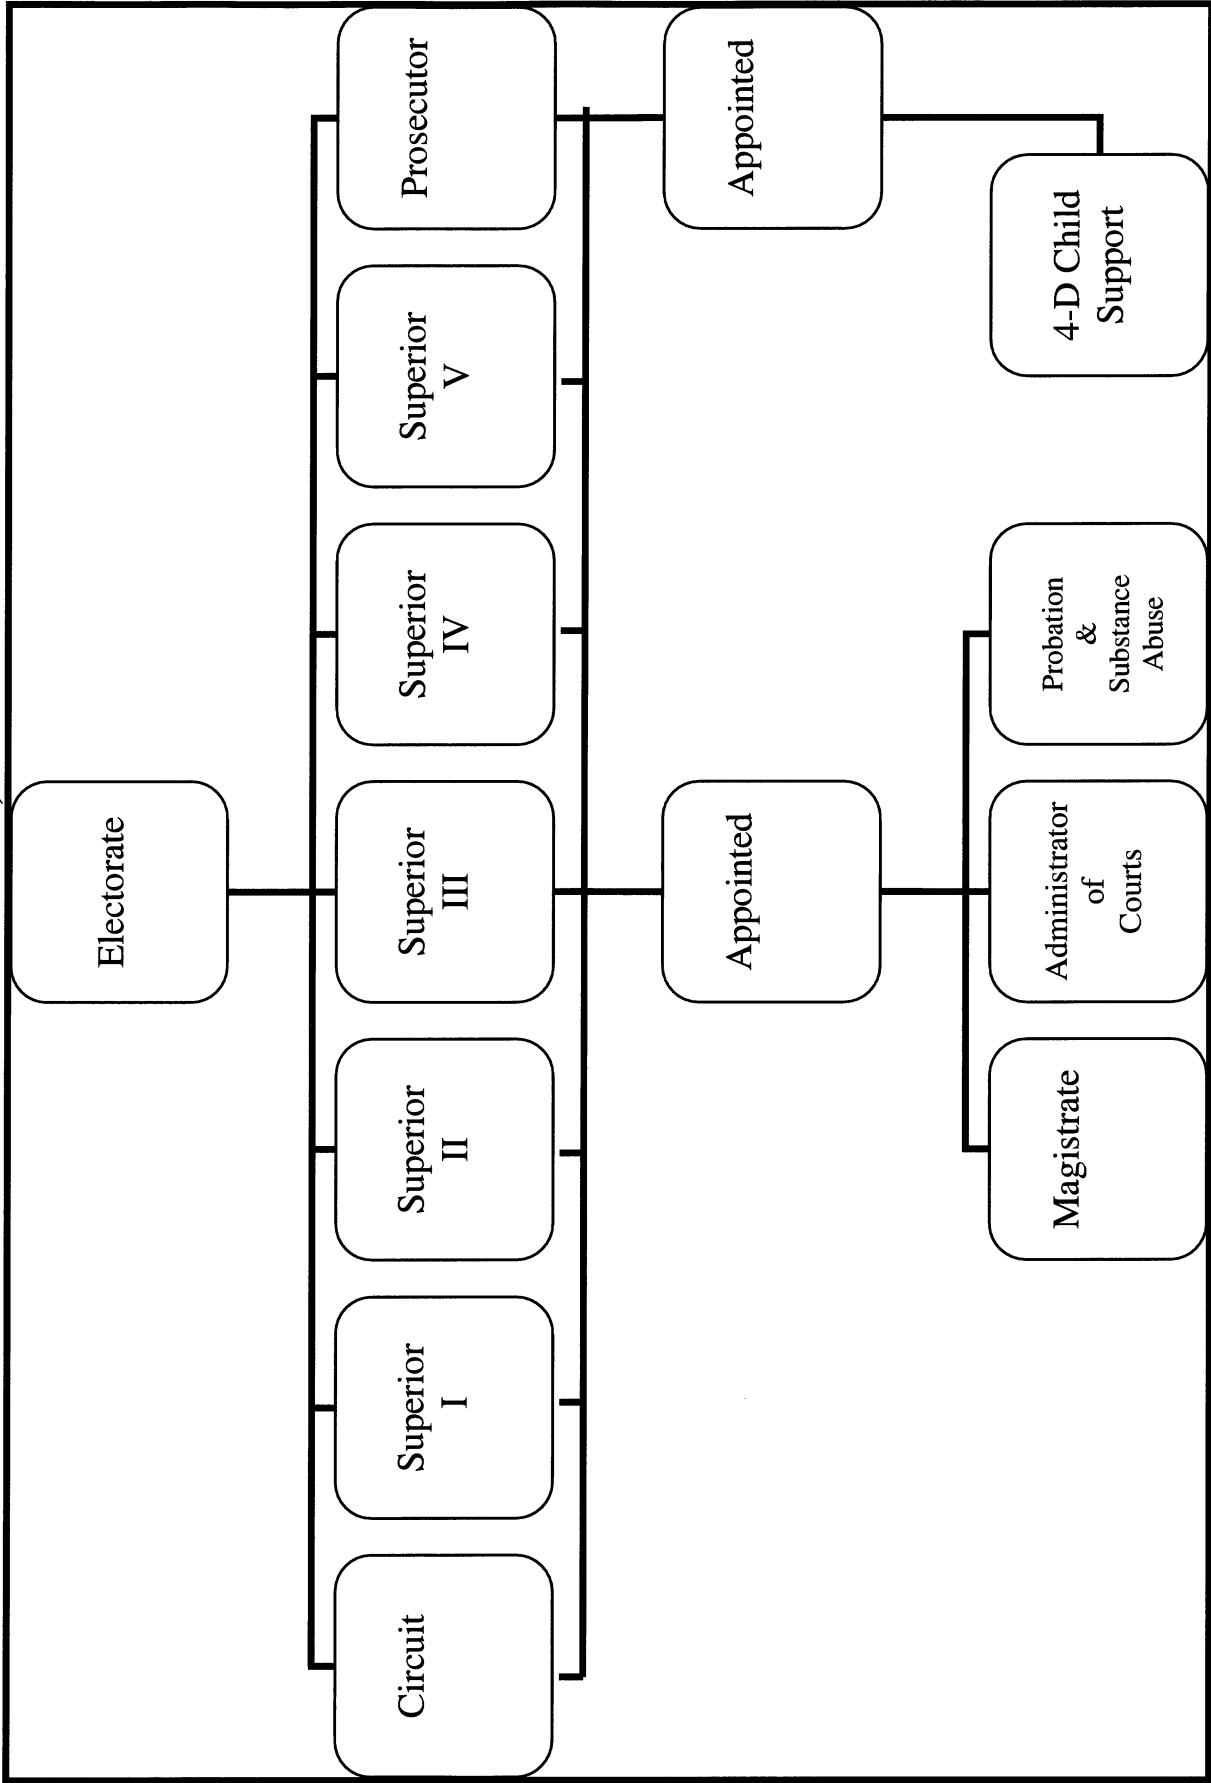 Electorate
Circuit
Superior
I
Superior
II
Superior
III
Superior
IV
Superior
V
Prosecutor
Appointed
Appointed
Magistrate
Administrator
of
Courts
Probation
&
Substance
Abuse
4-D Child
Support